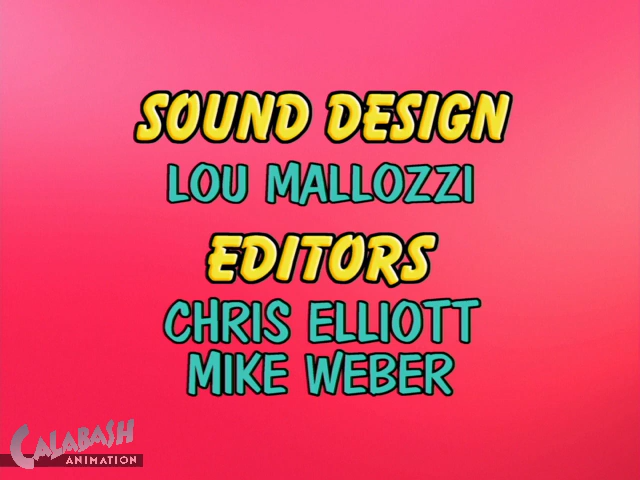 SOUND DESIGN
LOU MALLOZZI
EDITORS
CHRIS ELLIOTT
MIKE WEBER
CALABASH
ANIMATION